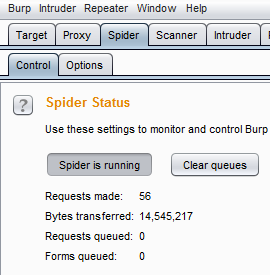 Burp Intruder Repeater Window Help
Target Proxy Spider Scanner Intruder
Control Options
?
Spider Status
Use these settings to monitor and control Burp
Spider is running Clear queues
Requests made: 56
Bytes transferred: 14,545,217
Requests queued: 0
Forms queued: 0